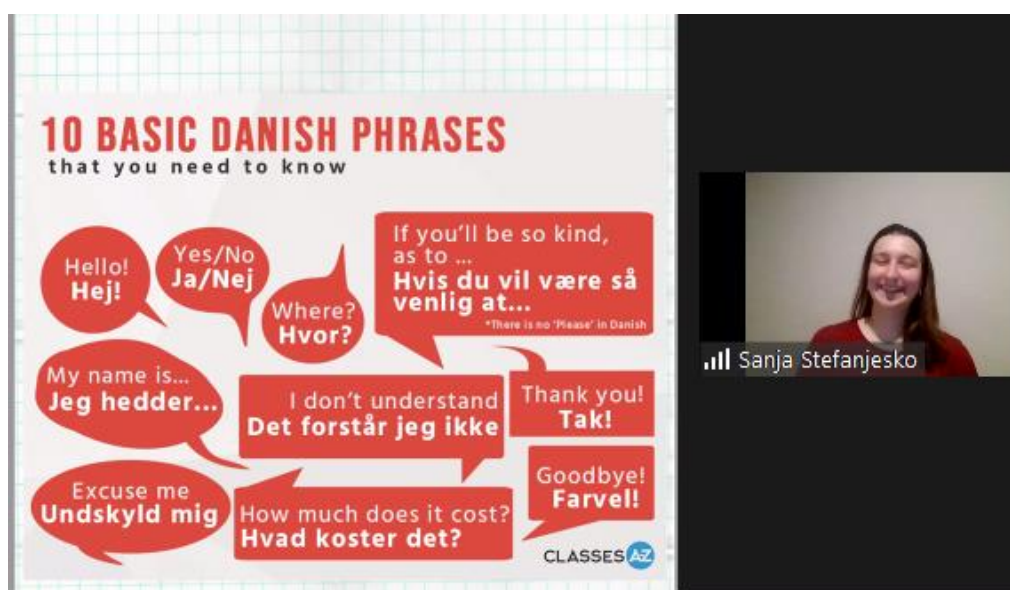 10 BASIC DANISH PHRASES
that you need to know
Hello!
Hej!
Yes/No
Ja/Nej
Where?
Hvor?
If you'll be so kind,
as to ...
Hvis du vil være så
venlig at...
*There is no 'Please' in Danish
My name is...
Jeg hedder...
I don't understand
Det forstår jeg ikke
Thank you!
Tak!
Excuse me
Undskyld mig
How much does it cost?
Hvad koster det?
Goodbye!
Farvel!
CLASSES AZ
Sanja Stefanjesko